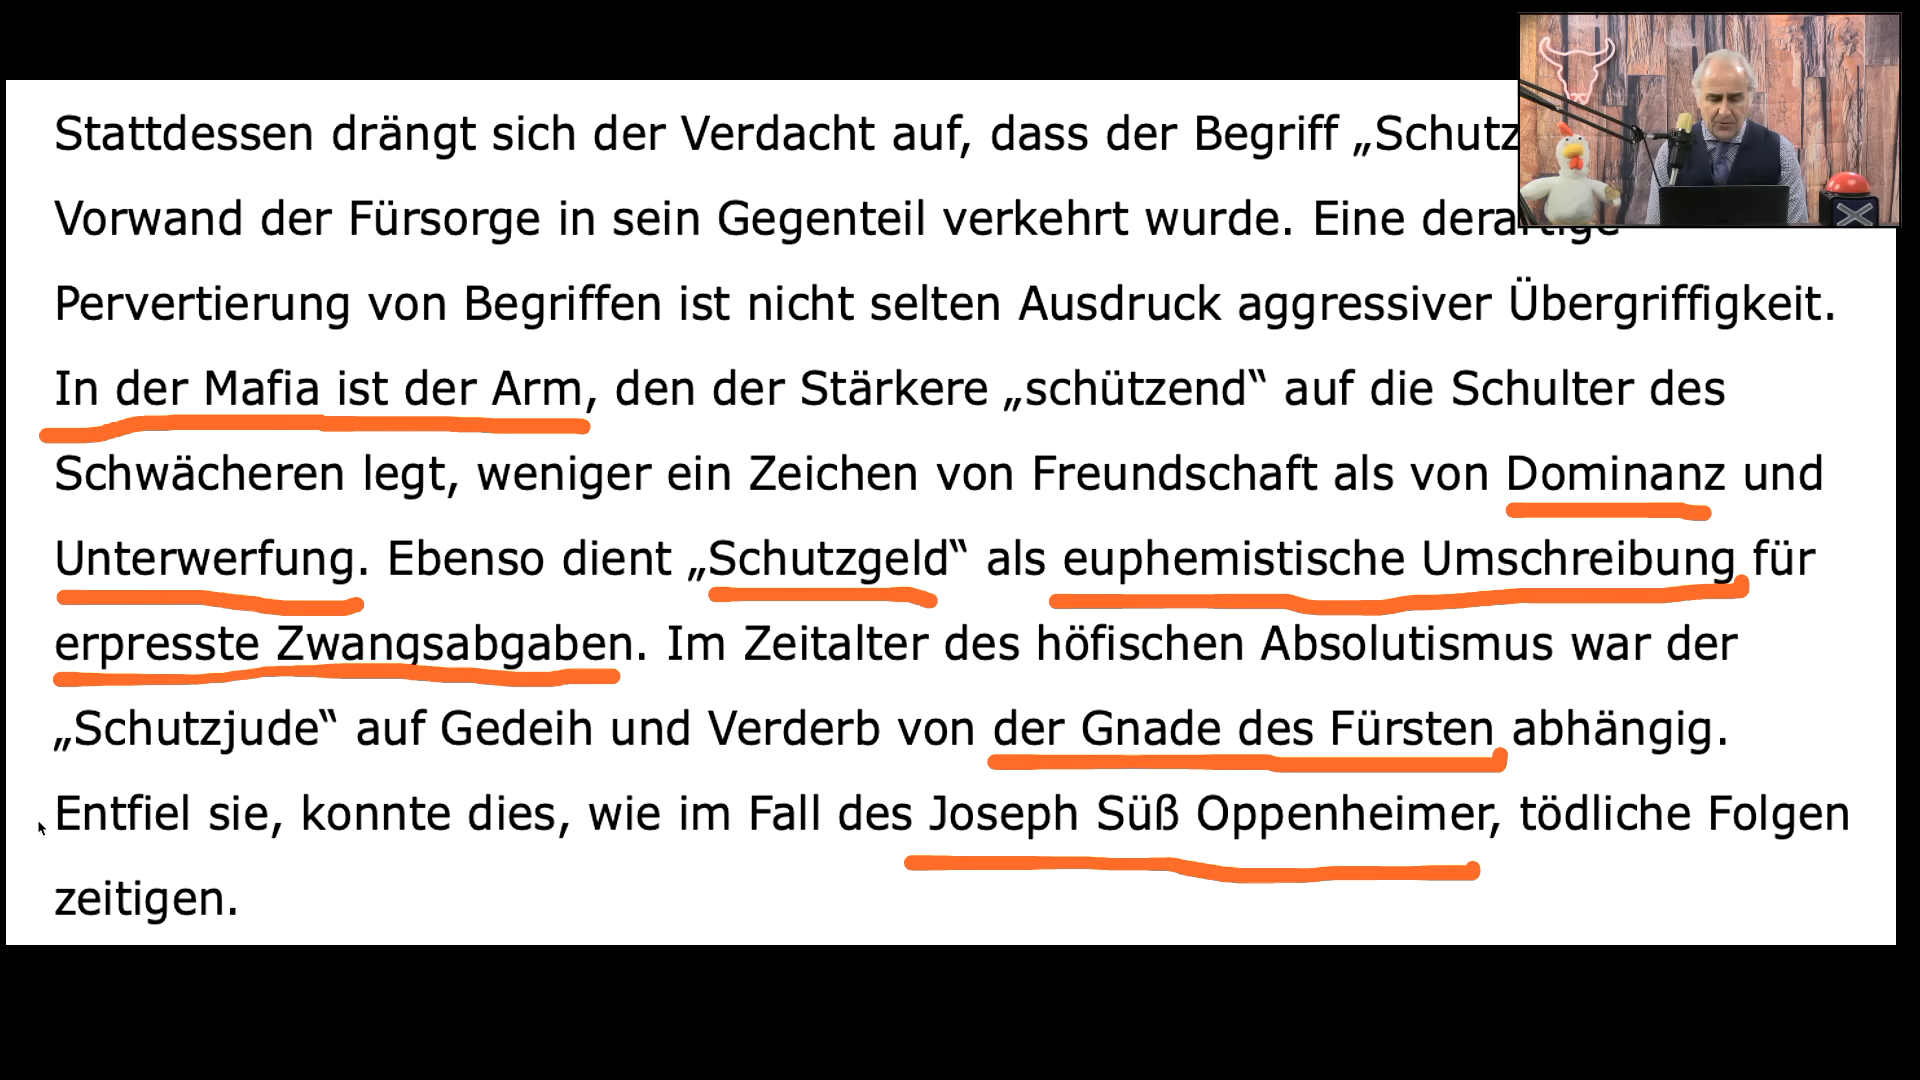 Stattdessen drängt sich der Verdacht auf, dass der Begriff „Schutz
Vorwand der Fürsorge in sein Gegenteil verkehrt wurde. Eine derartige
Pervertierung von Begriffen ist nicht selten Ausdruck aggressiver Übergriffigkeit.
In der Mafia ist der Arm, den der Stärkere „schützend“ auf die Schulter des
Schwächeren legt, weniger ein Zeichen von Freundschaft als von Dominanz und
Unterwerfung. Ebenso dient „Schutzgeld“ als euphemistische Umschreibung für
erpresste Zwangsabgaben. Im Zeitalter des höfischen Absolutismus war der
„Schutzjude“ auf Gedeih und Verderb von der Gnade des Fürsten abhängig.
Entfiel sie, konnte dies, wie im Fall des Joseph Süß Oppenheimer, tödliche Folgen
zeitigen.